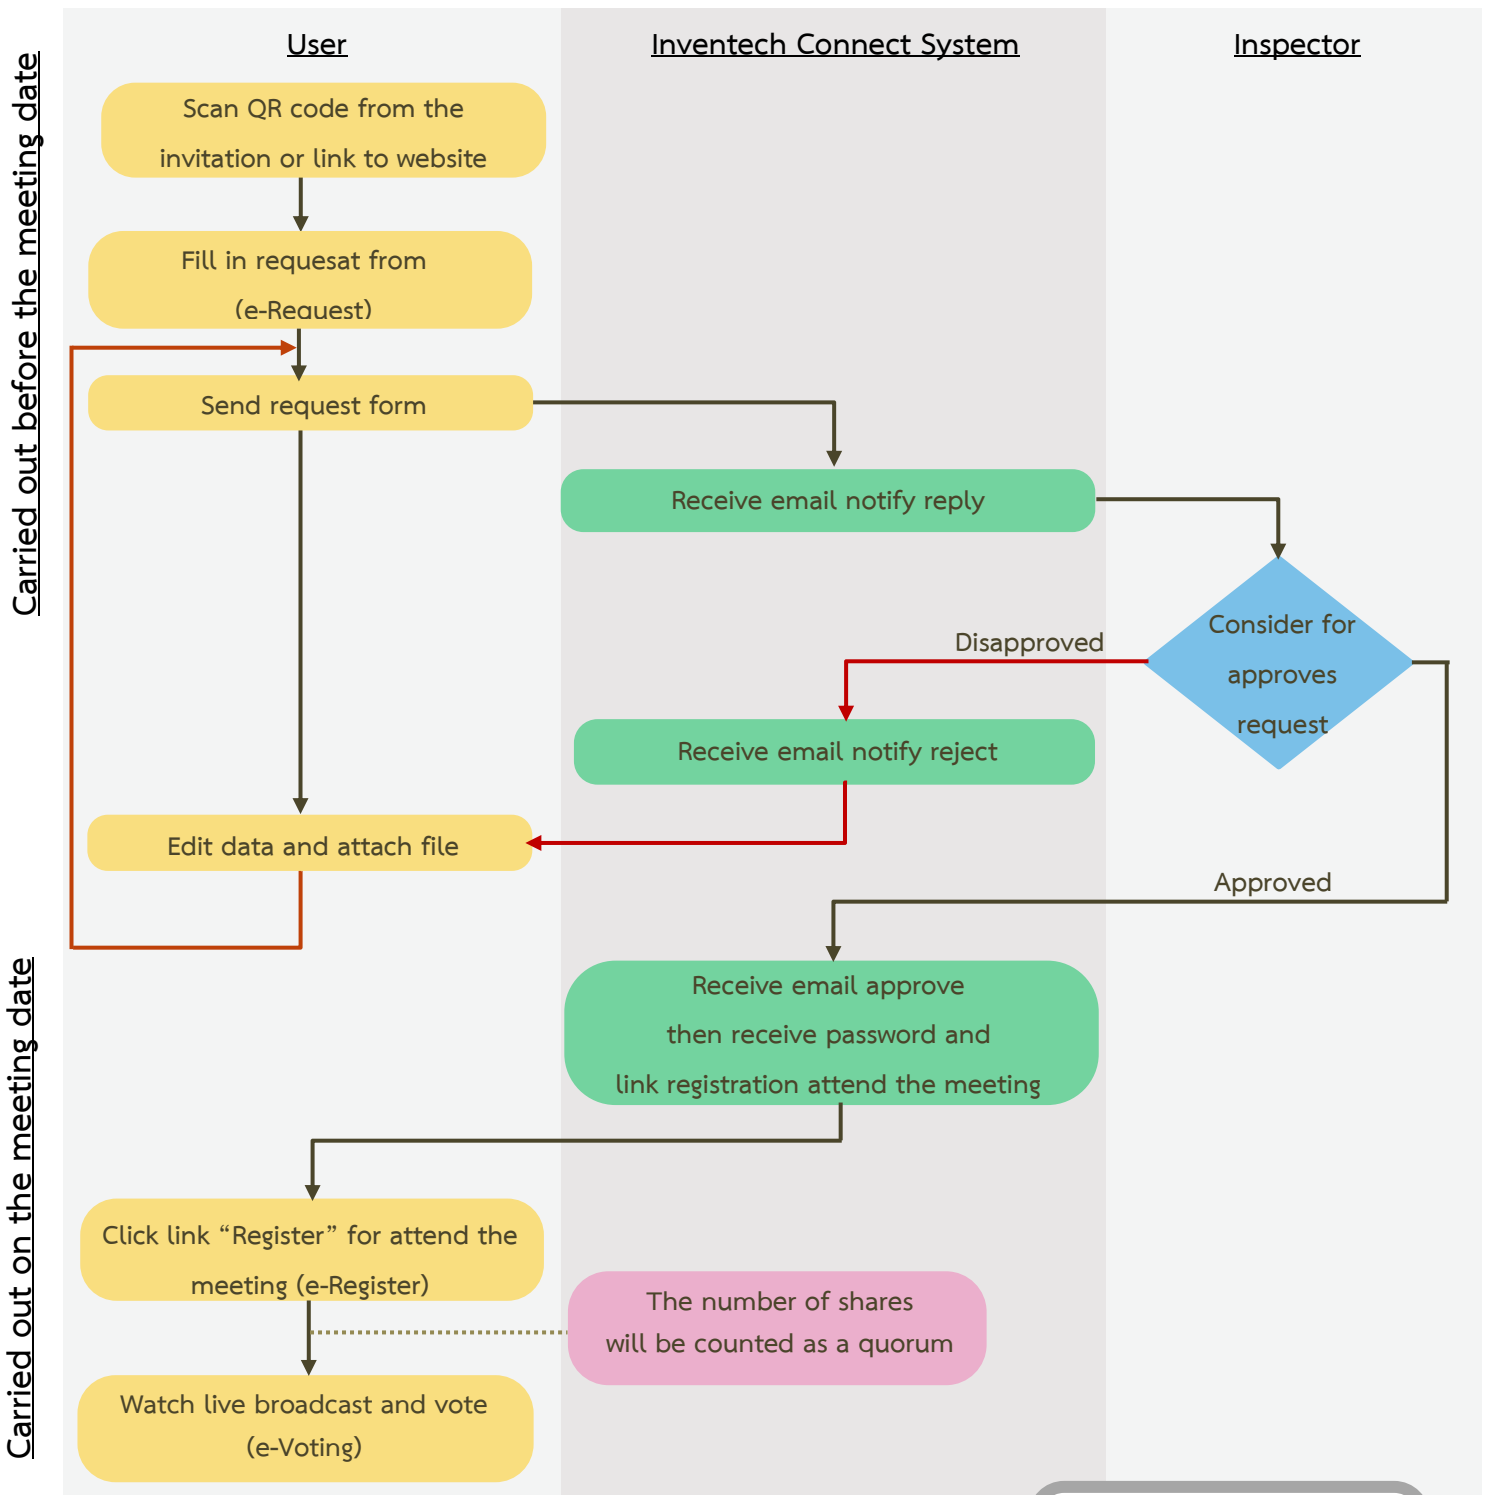 User
Inventech Connect System
Inspector
Carried out before the meeting date
Scan QR code from the
invitation or link to website
Fill in requesat from
(e-Request)
Send request form
Receive email notify reply
Consider for
approves
request
Disapproved
Receive email notify reject
Edit data and attach file
Approved
Carried out on the meeting date
Receive email approve
then receive password and
link registration attend the meeting
Click link “Register” for attend the
meeting (e-Register)
The number of shares
will be counted as a quorum
Watch live broadcast and vote
(e-Voting)